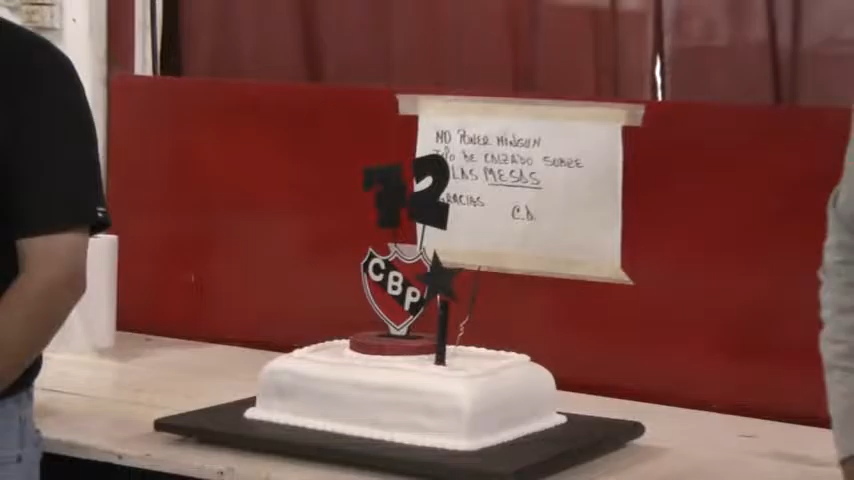 NO PONER NINGUN
TIPO DE CALZADO SOBRE
LAS MESAS
GRACIAS C.D.
72
CBP